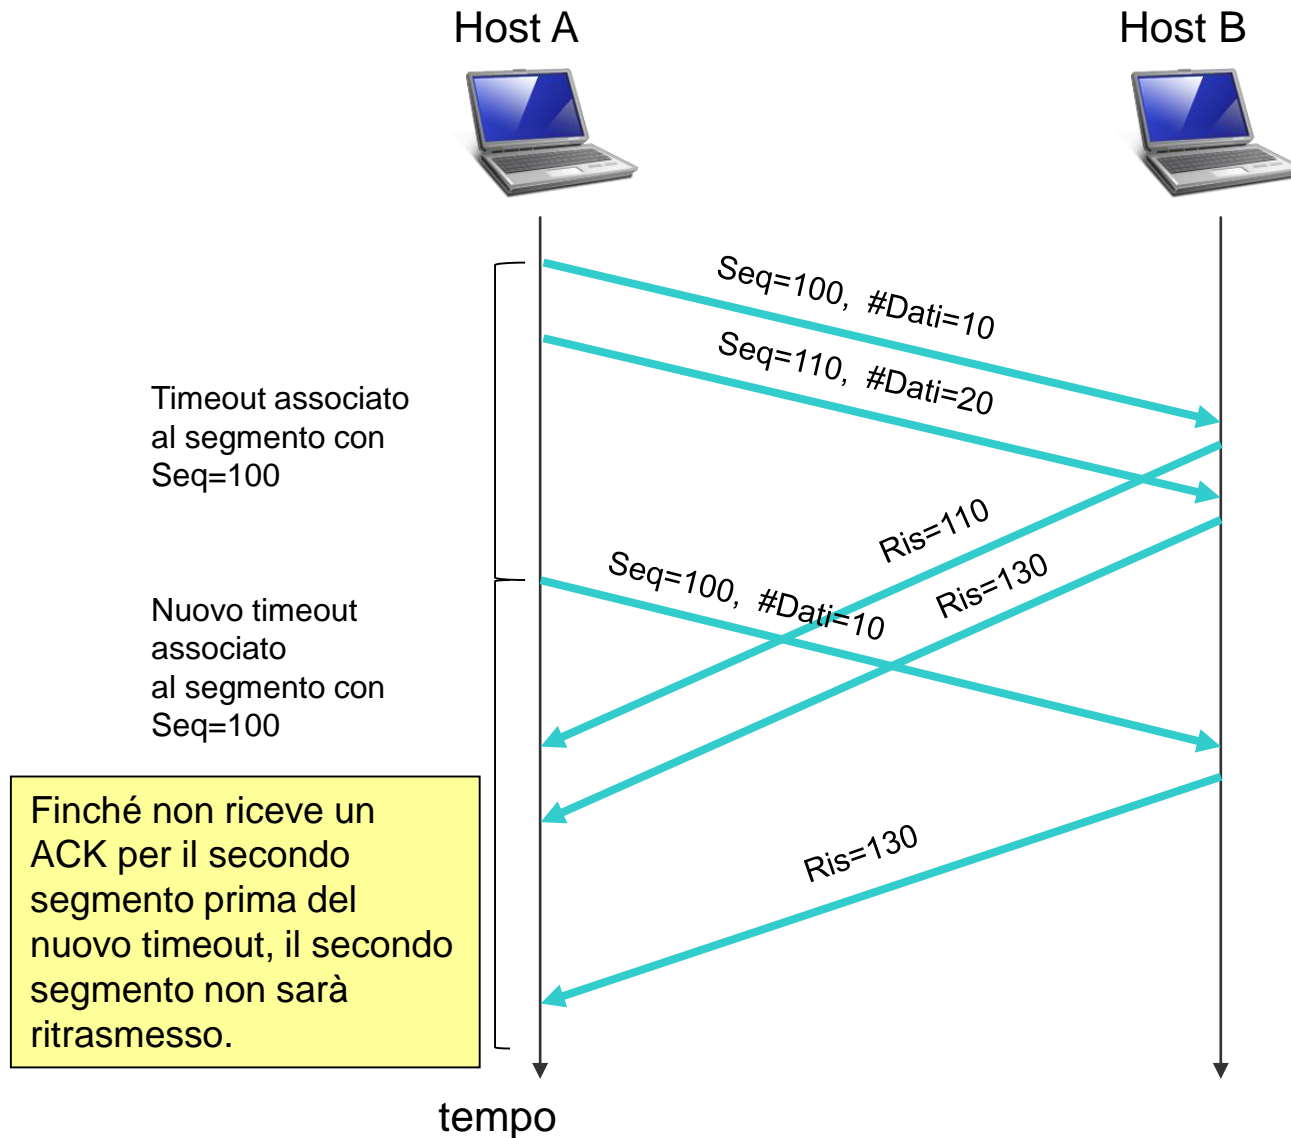 Host A
Host B
Seq=100, #Dati=10
Seq=110, #Dati=20
Timeout associato
al segmento con
Seq=100
Ris=110
Ris=130
Seq=100, #Dati=10
Nuovo timeout
associato
al segmento con
Seq=100
Finché non riceve un
ACK per il secondo
segmento prima del
nuovo timeout, il secondo
segmento non sarà
ritrasmesso.
Ris=130
tempo